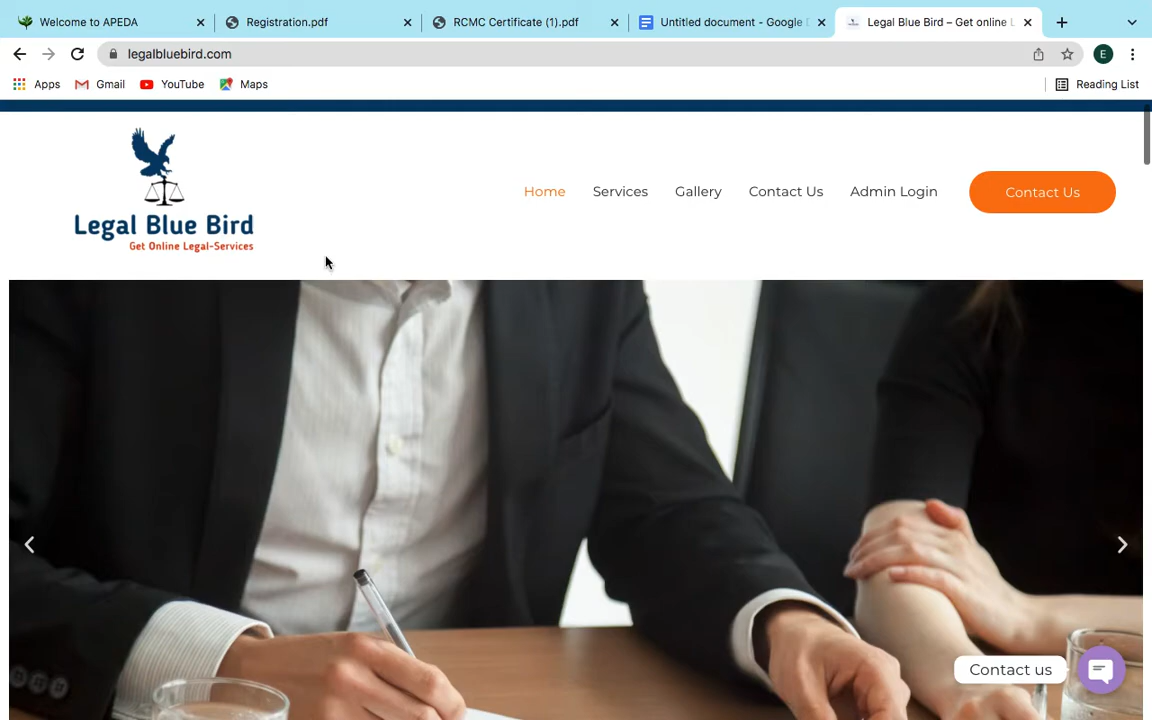 Welcome to APEDA
Registration.pdf
RCMC Certificate (1).pdf
Untitled document - Google
Legal Blue Bird – Get online
legalbluebird.com
E
Apps
Gmail
YouTube
Maps
Reading List
Legal Blue Bird
Get Online Legal-Services
Home
Services
Gallery
Contact Us
Admin Login
Contact Us
Contact us